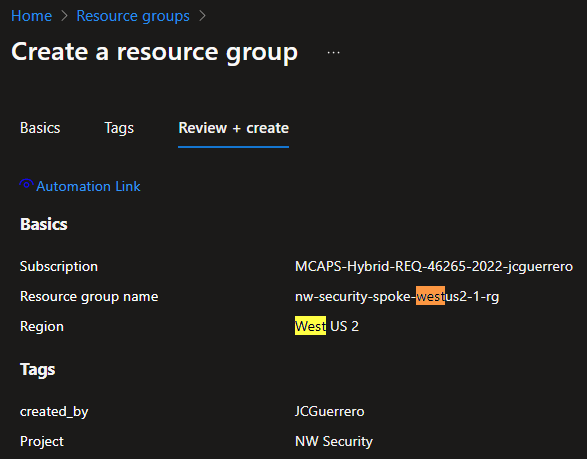 Home > Resource groups >
Create a resource group ...
Basics Tags Review + create
Automation Link
Basics
Subscription MCAPS-Hybrid-REQ-46265-2022-jcguerrero
Resource group name nw-security-spoke-westus2-1-rg
Region West US 2
Tags
created_by JCGuerrero
Project NW Security